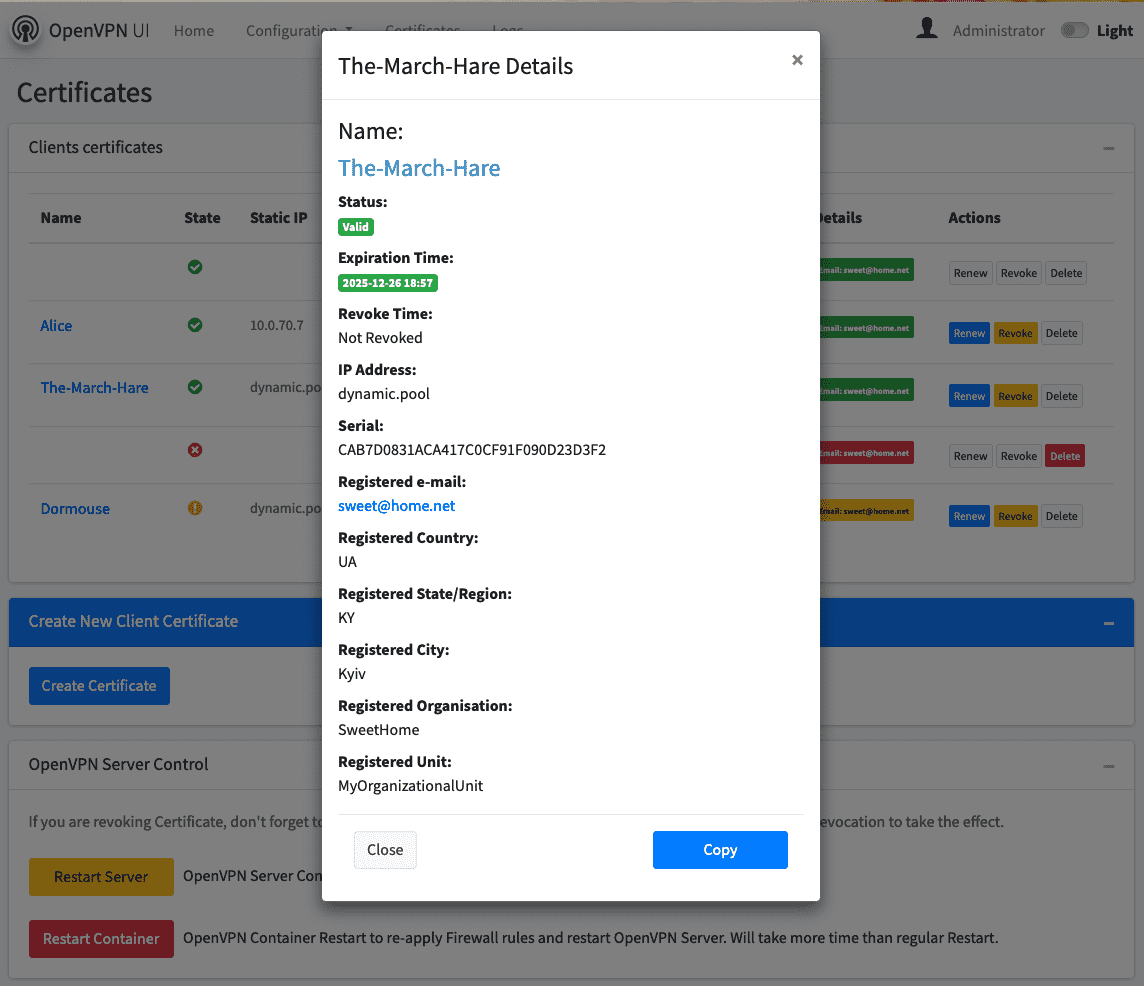 OpenVPN UI Home Configuration Certificates Logs Administrator Light
Certificates
Clients certificates
Name State Static IP Details Actions
Email: sweet@home.net Renew Revoke Delete
Alice 10.0.70.7 Email: sweet@home.net Renew Revoke Delete
The-March-Hare dynamic.po Email: sweet@home.net Renew Revoke Delete
Email: sweet@home.net Renew Revoke Delete
Dormouse dynamic.po Email: sweet@home.net Renew Revoke Delete
Create New Client Certificate
Create Certificate
OpenVPN Server Control
If you are revoking Certificate, don't forget to
evocation to take the effect.
Restart Server OpenVPN Server Con
Restart Container OpenVPN Container Restart to re-apply Firewall rules and restart OpenVPN Server. Will take more time than regular Restart.
The-March-Hare Details ×
Name:
The-March-Hare
Status:
Valid
Expiration Time:
2025-12-26 18:57
Revoke Time:
Not Revoked
IP Address:
dynamic.pool
Serial:
CAB7D0831ACA417C0CF91F090D23D3F2
Registered e-mail:
sweet@home.net
Registered Country:
UA
Registered State/Region:
KY
Registered City:
Kyiv
Registered Organisation:
SweetHome
Registered Unit:
MyOrganizationalUnit
Close Copy